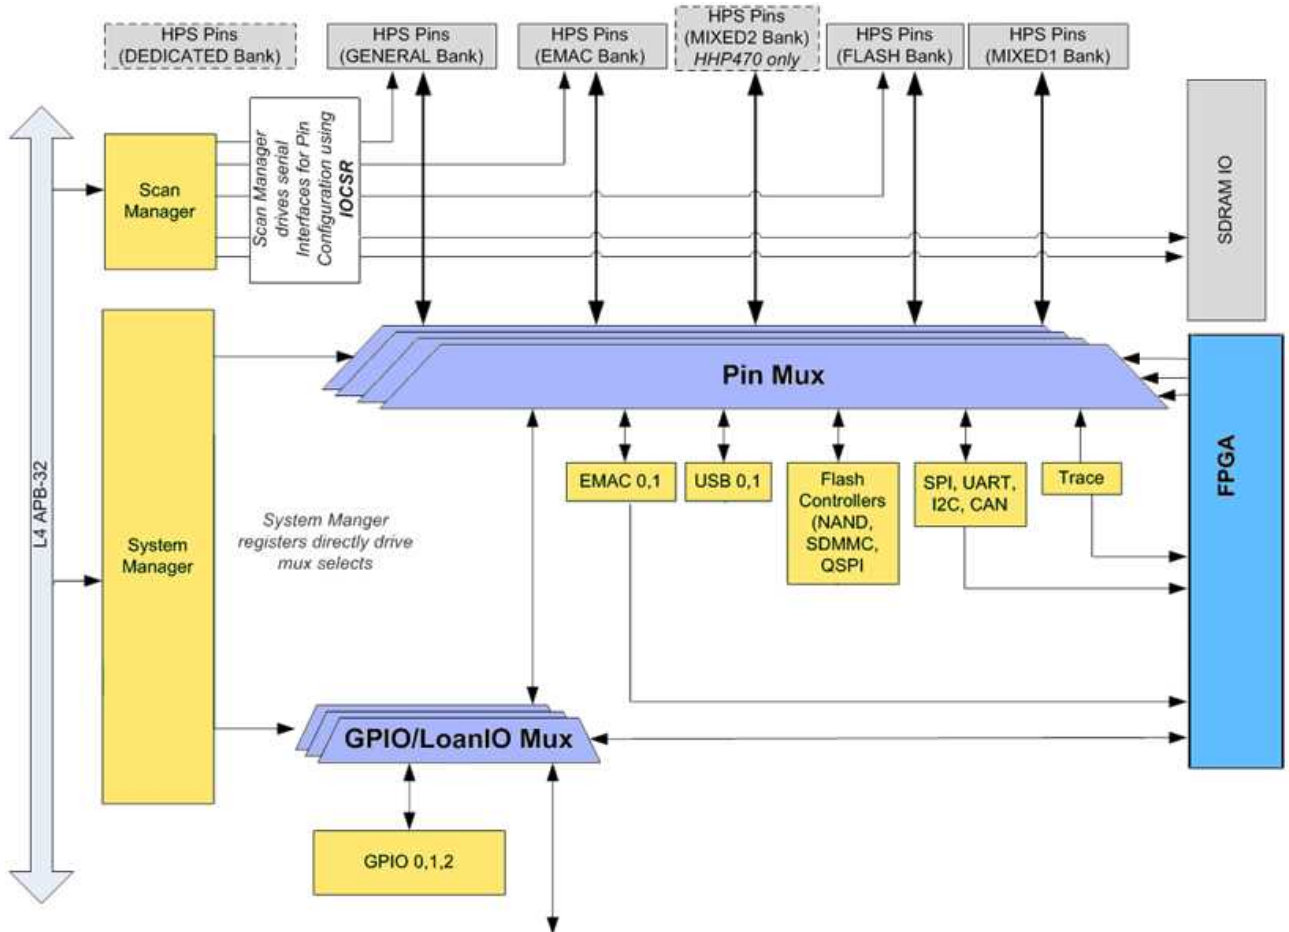 HPS Pins
(DEDICATED Bank)
HPS Pins
(GENERAL Bank)
HPS Pins
(EMAC Bank)
HPS Pins
(MIXED2 Bank)
HHP470 only
HPS Pins
(FLASH Bank)
HPS Pins
(MIXED1 Bank)
Scan
Manager
Scan Manager
drives serial
Interfaces for Pin
Configuration using
IOCSR
SDRAM IO
L4 APB-32
System
Manager
System Manger
registers directly drive
mux selects
Pin Mux
EMAC 0,1
USB 0,1
Flash
Controllers
(NAND,
SDMMC,
QSPI
SPI, UART,
I2C, CAN
Trace
FPGA
GPIO/LoanIO Mux
GPIO 0,1,2